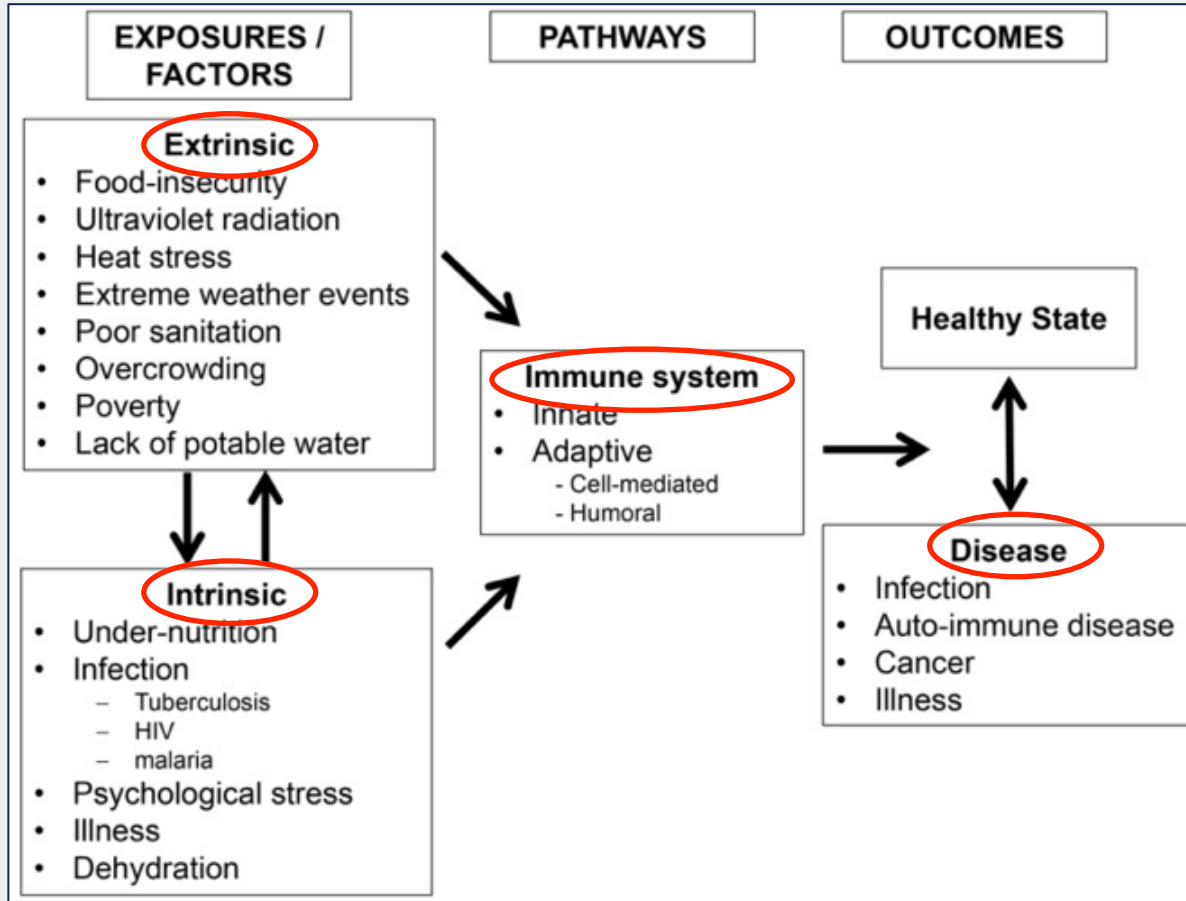 EXPOSURES /
FACTORS
PATHWAYS
OUTCOMES
Extrinsic
• Food-insecurity
• Ultraviolet radiation
• Heat stress
• Extreme weather events
• Poor sanitation
• Overcrowding
• Poverty
• Lack of potable water
Intrinsic
• Under-nutrition
• Infection
– Tuberculosis
– HIV
– malaria
• Psychological stress
• Illness
• Dehydration
Immune system
• Innate
• Adaptive
- Cell-mediated
- Humoral
Healthy State
Disease
• Infection
• Auto-immune disease
• Cancer
• Illness